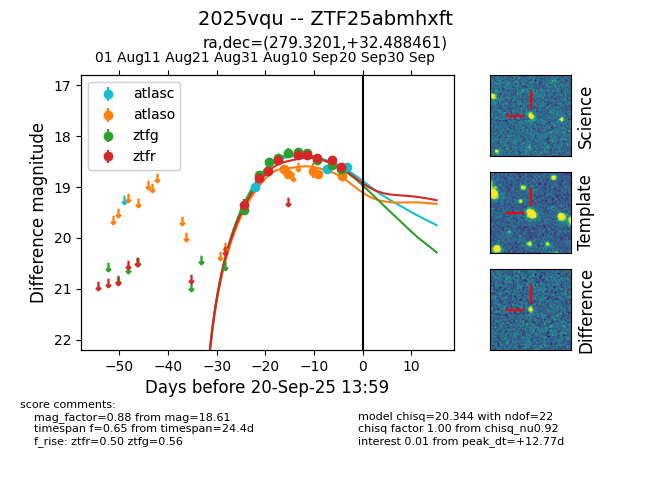 2025vqu -- ZTF25abmhxft
ra,dec=(279.3201,+32.488461)
01 Aug11 Aug21 Aug31 Aug10 Sep20 Sep30 Sep
17
18
19
20
21
22
Difference magnitude
atlasc
atlaso
ztfg
ztfr
−50
−40
−30
−20
−10
0
10
Days before 20-Sep-25 13:59
Science
Template
Difference
score comments:
mag_factor=0.88 from mag=18.61
timespan f=0.65 from timespan=24.4d
f_rise: ztfr=0.50 ztfg=0.56
model chisq=20.344 with ndof=22
chisq factor 1.00 from chisq_nu0.92
interest 0.01 from peak_dt=+12.77d